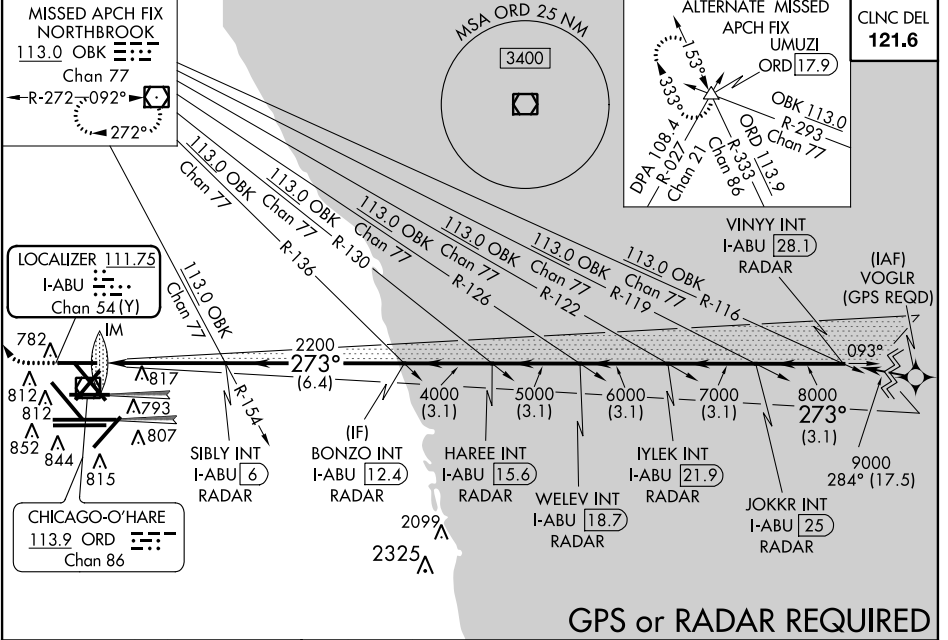 MISSED APCH FIX
NORTHBROOK
113.0 OBK
Chan 77
R-272
092°
272°
MSA ORD 25 NM
3400
ALTERNATE MISSED
APCH FIX
UMUZI
ORD 17.9
153°
333°
OBK 113.0
R-293
Chan 77
ORD 113.9
R-333
Chan 86
DPA 108.4
R-027
Chan 21
CLNC DEL
121.6
113.0 OBK
Chan 77
R-136
113.0 OBK
Chan 77
R-130
113.0 OBK
Chan 77
R-126
113.0 OBK
Chan 77
R-122
113.0 OBK
Chan 77
R-119
113.0 OBK
Chan 77
R-116
VINYY INT
I-ABU 28.1
RADAR
(IAF)
VOGLR
(GPS REQD)
LOCALIZER 111.75
I-ABU
Chan 54 (Y)
113.0 OBK
Chan 77
R-154
IM
782
812
812
852
844
815
817
793
807
2200
273°
(6.4)
4000
(3.1)
5000
(3.1)
6000
(3.1)
7000
(3.1)
8000
273°
(3.1)
093°
9000
284° (17.5)
SIBLY INT
I-ABU 6
RADAR
(IF)
BONZO INT
I-ABU 12.4
RADAR
HAREE INT
I-ABU 15.6
RADAR
WELEV INT
I-ABU 18.7
RADAR
IYLEK INT
I-ABU 21.9
RADAR
JOKKR INT
I-ABU 25
RADAR
CHICAGO-O'HARE
113.9 ORD
Chan 86
2099
2325
GPS or RADAR REQUIRED